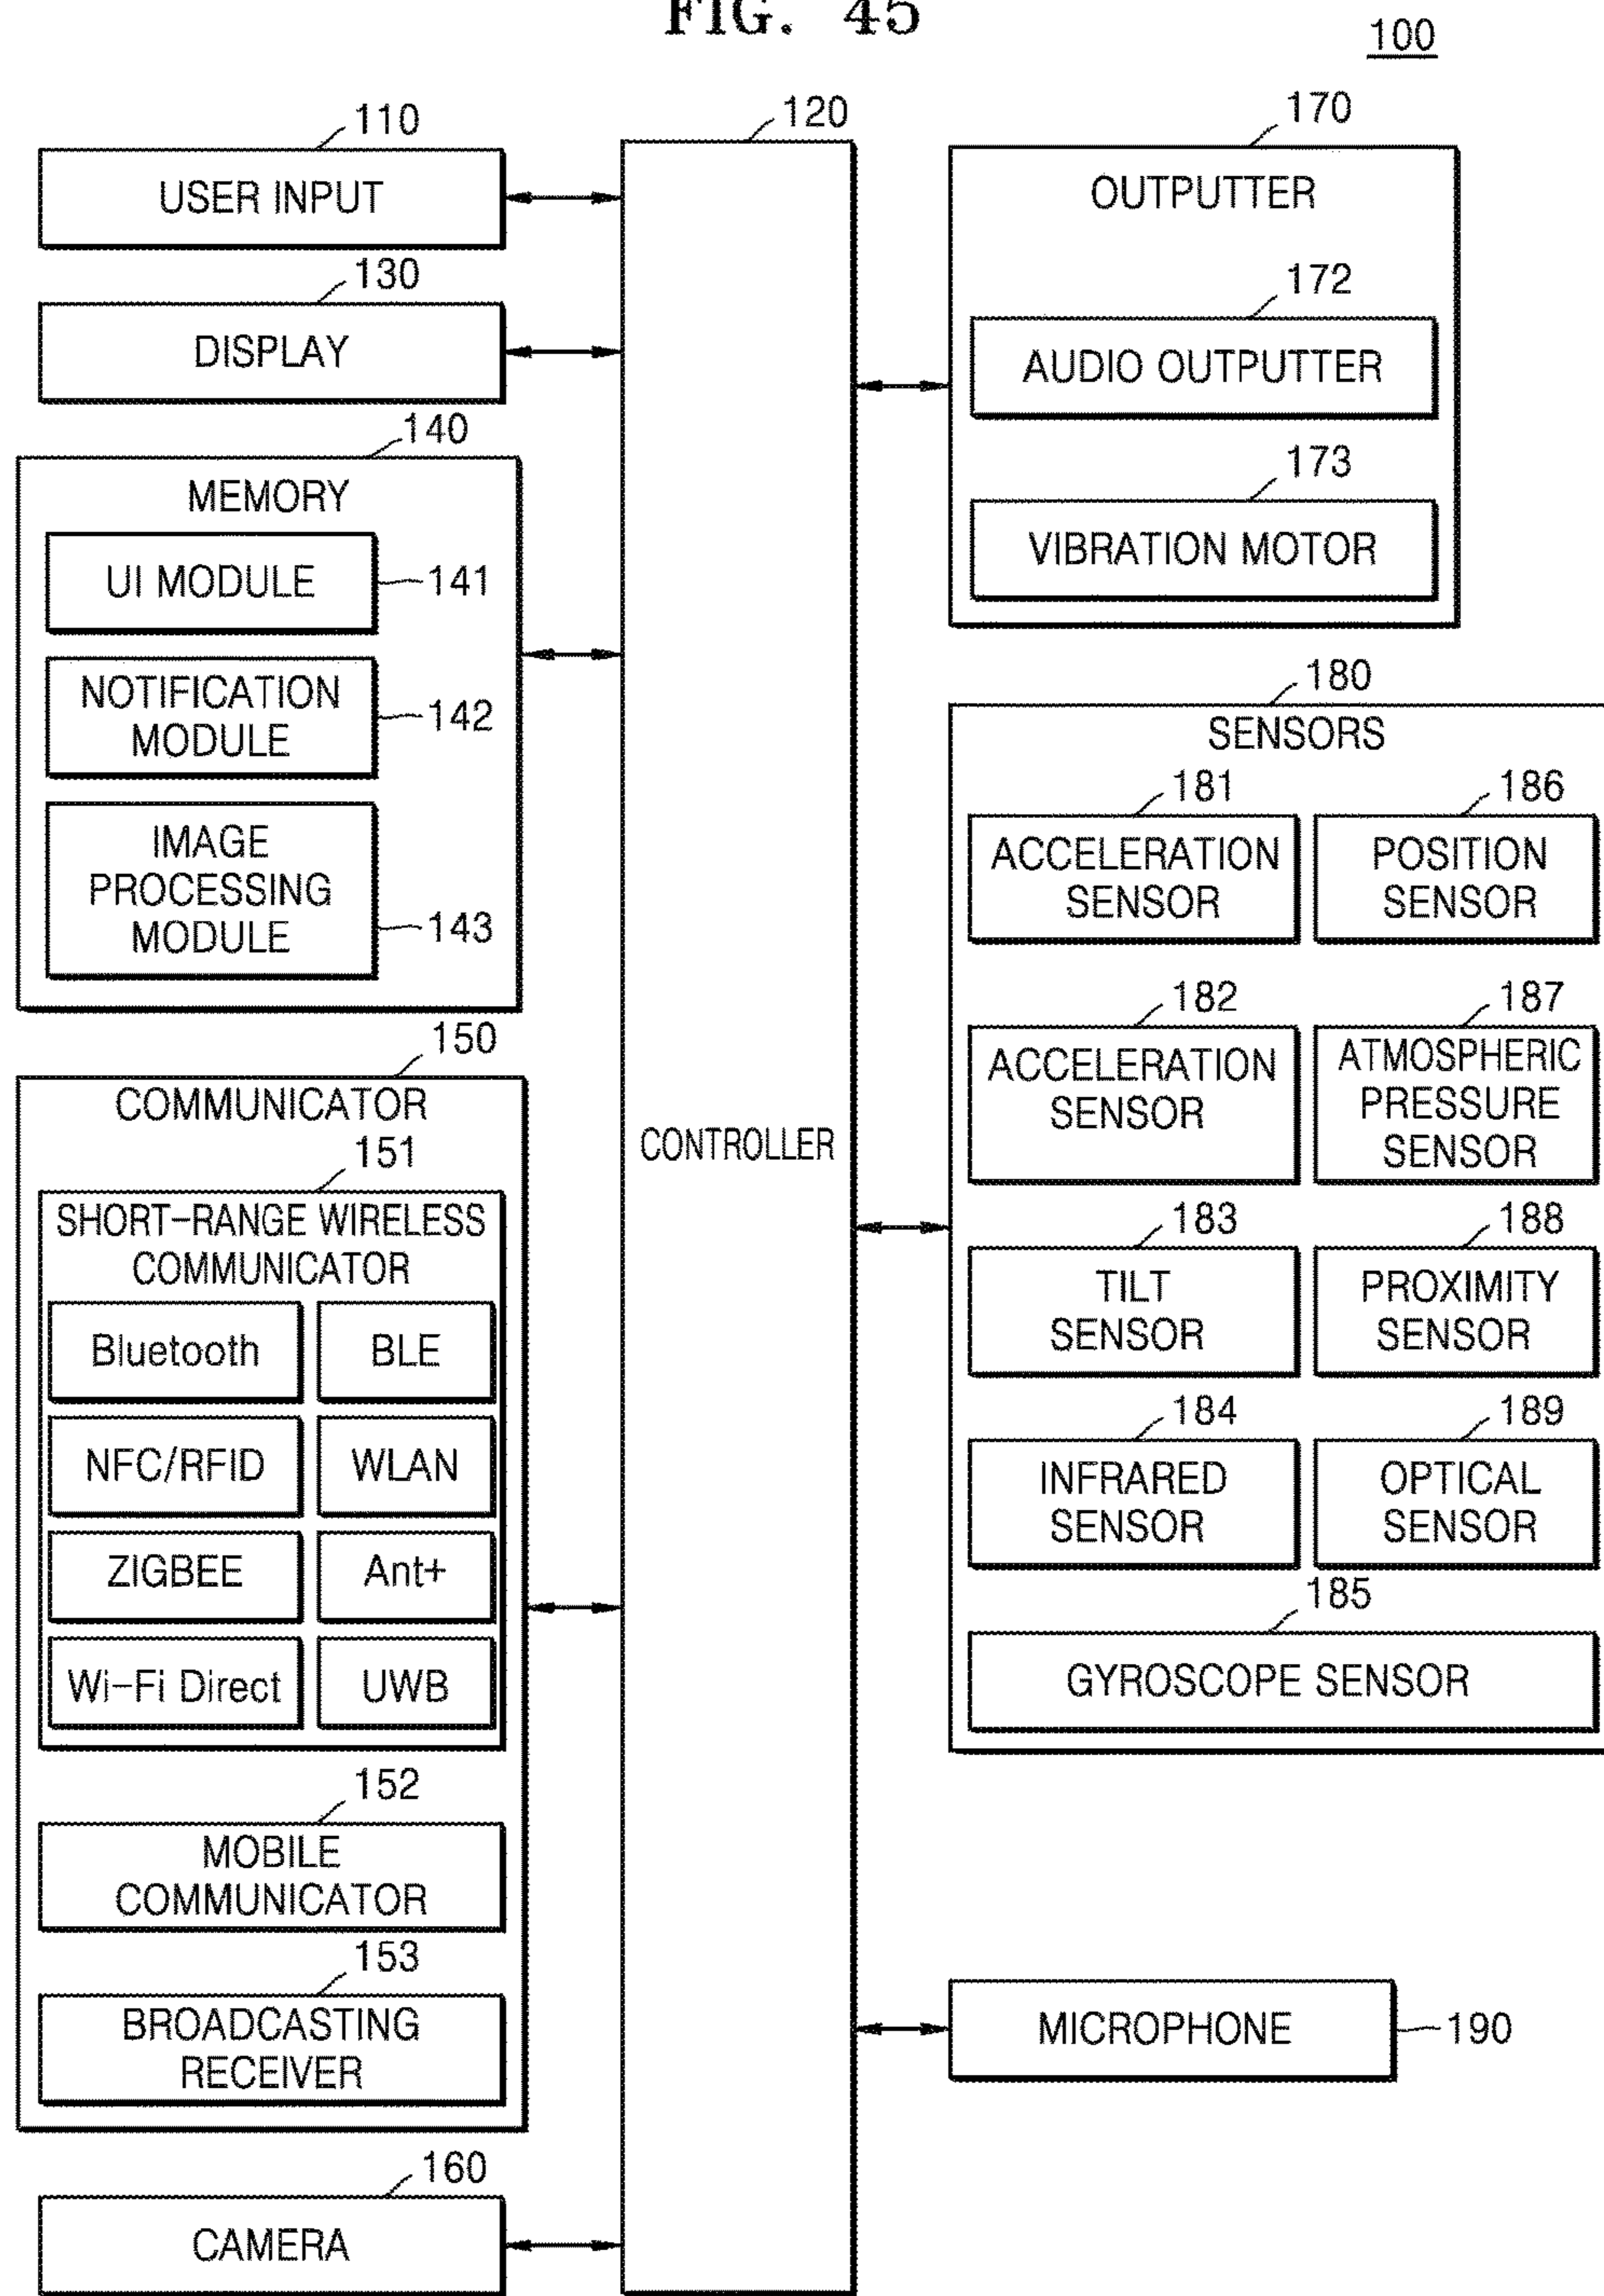 FIG. 45
100
110
USER INPUT
130
DISPLAY
140
MEMORY
UI MODULE
141
NOTIFICATION
MODULE
142
IMAGE
PROCESSING
MODULE
143
150
COMMUNICATOR
151
SHORT-RANGE WIRELESS
COMMUNICATOR
Bluetooth
BLE
NFC/RFID
WLAN
ZIGBEE
Ant+
Wi-Fi Direct
UWB
152
MOBILE
COMMUNICATOR
153
BROADCASTING
RECEIVER
160
CAMERA
120
CONTROLLER
170
OUTPUTTER
172
AUDIO OUTPUTTER
173
VIBRATION MOTOR
180
SENSORS
181
ACCELERATION
SENSOR
186
POSITION
SENSOR
182
ACCELERATION
SENSOR
187
ATMOSPHERIC
PRESSURE
SENSOR
183
TILT
SENSOR
188
PROXIMITY
SENSOR
184
INFRARED
SENSOR
189
OPTICAL
SENSOR
185
GYROSCOPE SENSOR
MICROPHONE
190